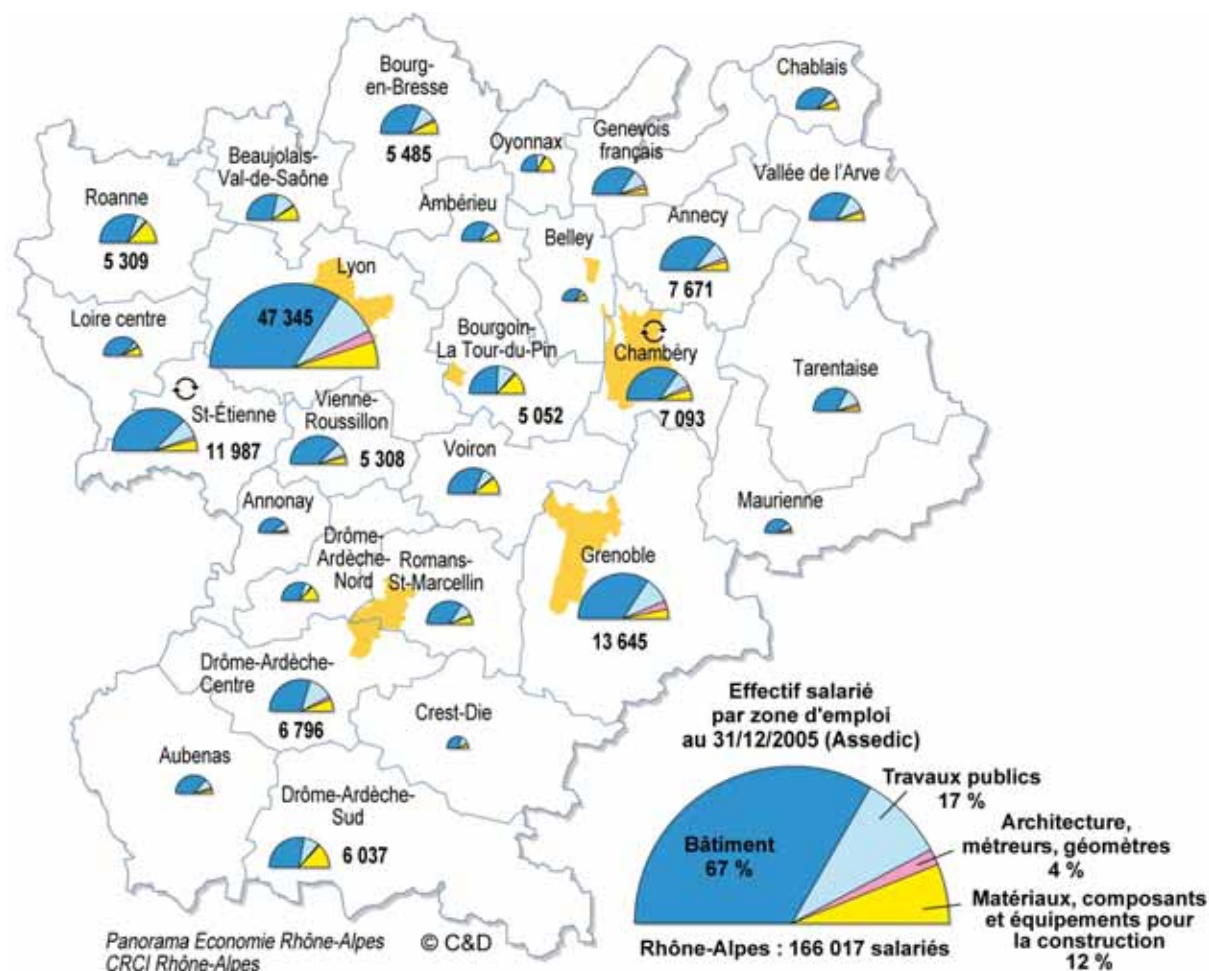 Bourg-
en-Bresse
5 485
Chablais
Oyonnax
Genevois
français
Beaujolais-
Val-de-Saône
Vallée de l'Arve
Roanne
5 309
Ambérieu
Annecy
7 671
Belley
Lyon
47 345
Loire centre
Bourgoin-
La Tour-du-Pin
5 052
Chambéry
7 093
Tarentaise
St-Étienne
11 987
Vienne-
Roussillon
5 308
Voiron
Annonay
Maurienne
Drôme-
Ardèche-
Nord
Romans-
St-Marcellin
Grenoble
13 645
Drôme-Ardèche-
Centre
6 796
Crest-Die
Aubenas
Drôme-Ardèche-
Sud
6 037
Effectif salarié
par zone d'emploi
au 31/12/2005 (Assedic)
Travaux publics
17 %
Architecture,
métreurs, géomètres
4 %
Bâtiment
67 %
Matériaux, composants
et équipements pour
la construction
12 %
Rhône-Alpes : 166 017 salariés
Panorama Economie Rhône-Alpes © C&D
CRCI Rhône-Alpes